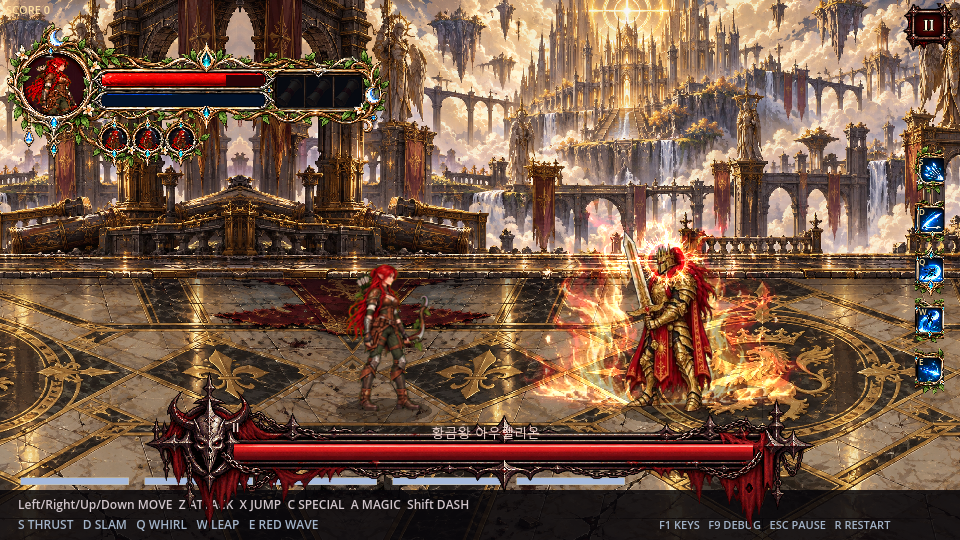 SCORE 0
황금왕 아우렐리온
Left/Right/Up/Down MOVE Z ATTACK X JUMP C SPECIAL A MAGIC Shift DASH
S THRUST D SLAM Q WHIRL W LEAP E RED WAVE
F1 KEYS F9 DEBUG ESC PAUSE R RESTART